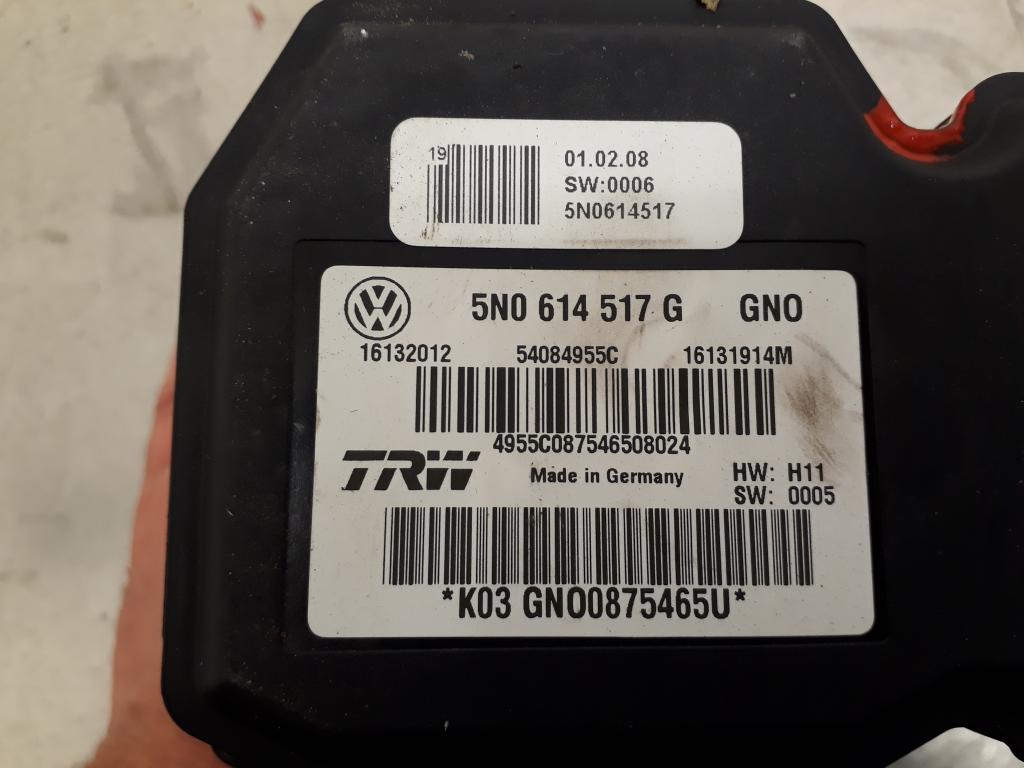 19
01.02.08
SW:0006
5N0614517
5N0 614 517 G GNO
16132012 54084955C 16131914M
4955C087546508024
TRW Made in Germany HW: H11
SW: 0005
*K03 GNO0875465U*